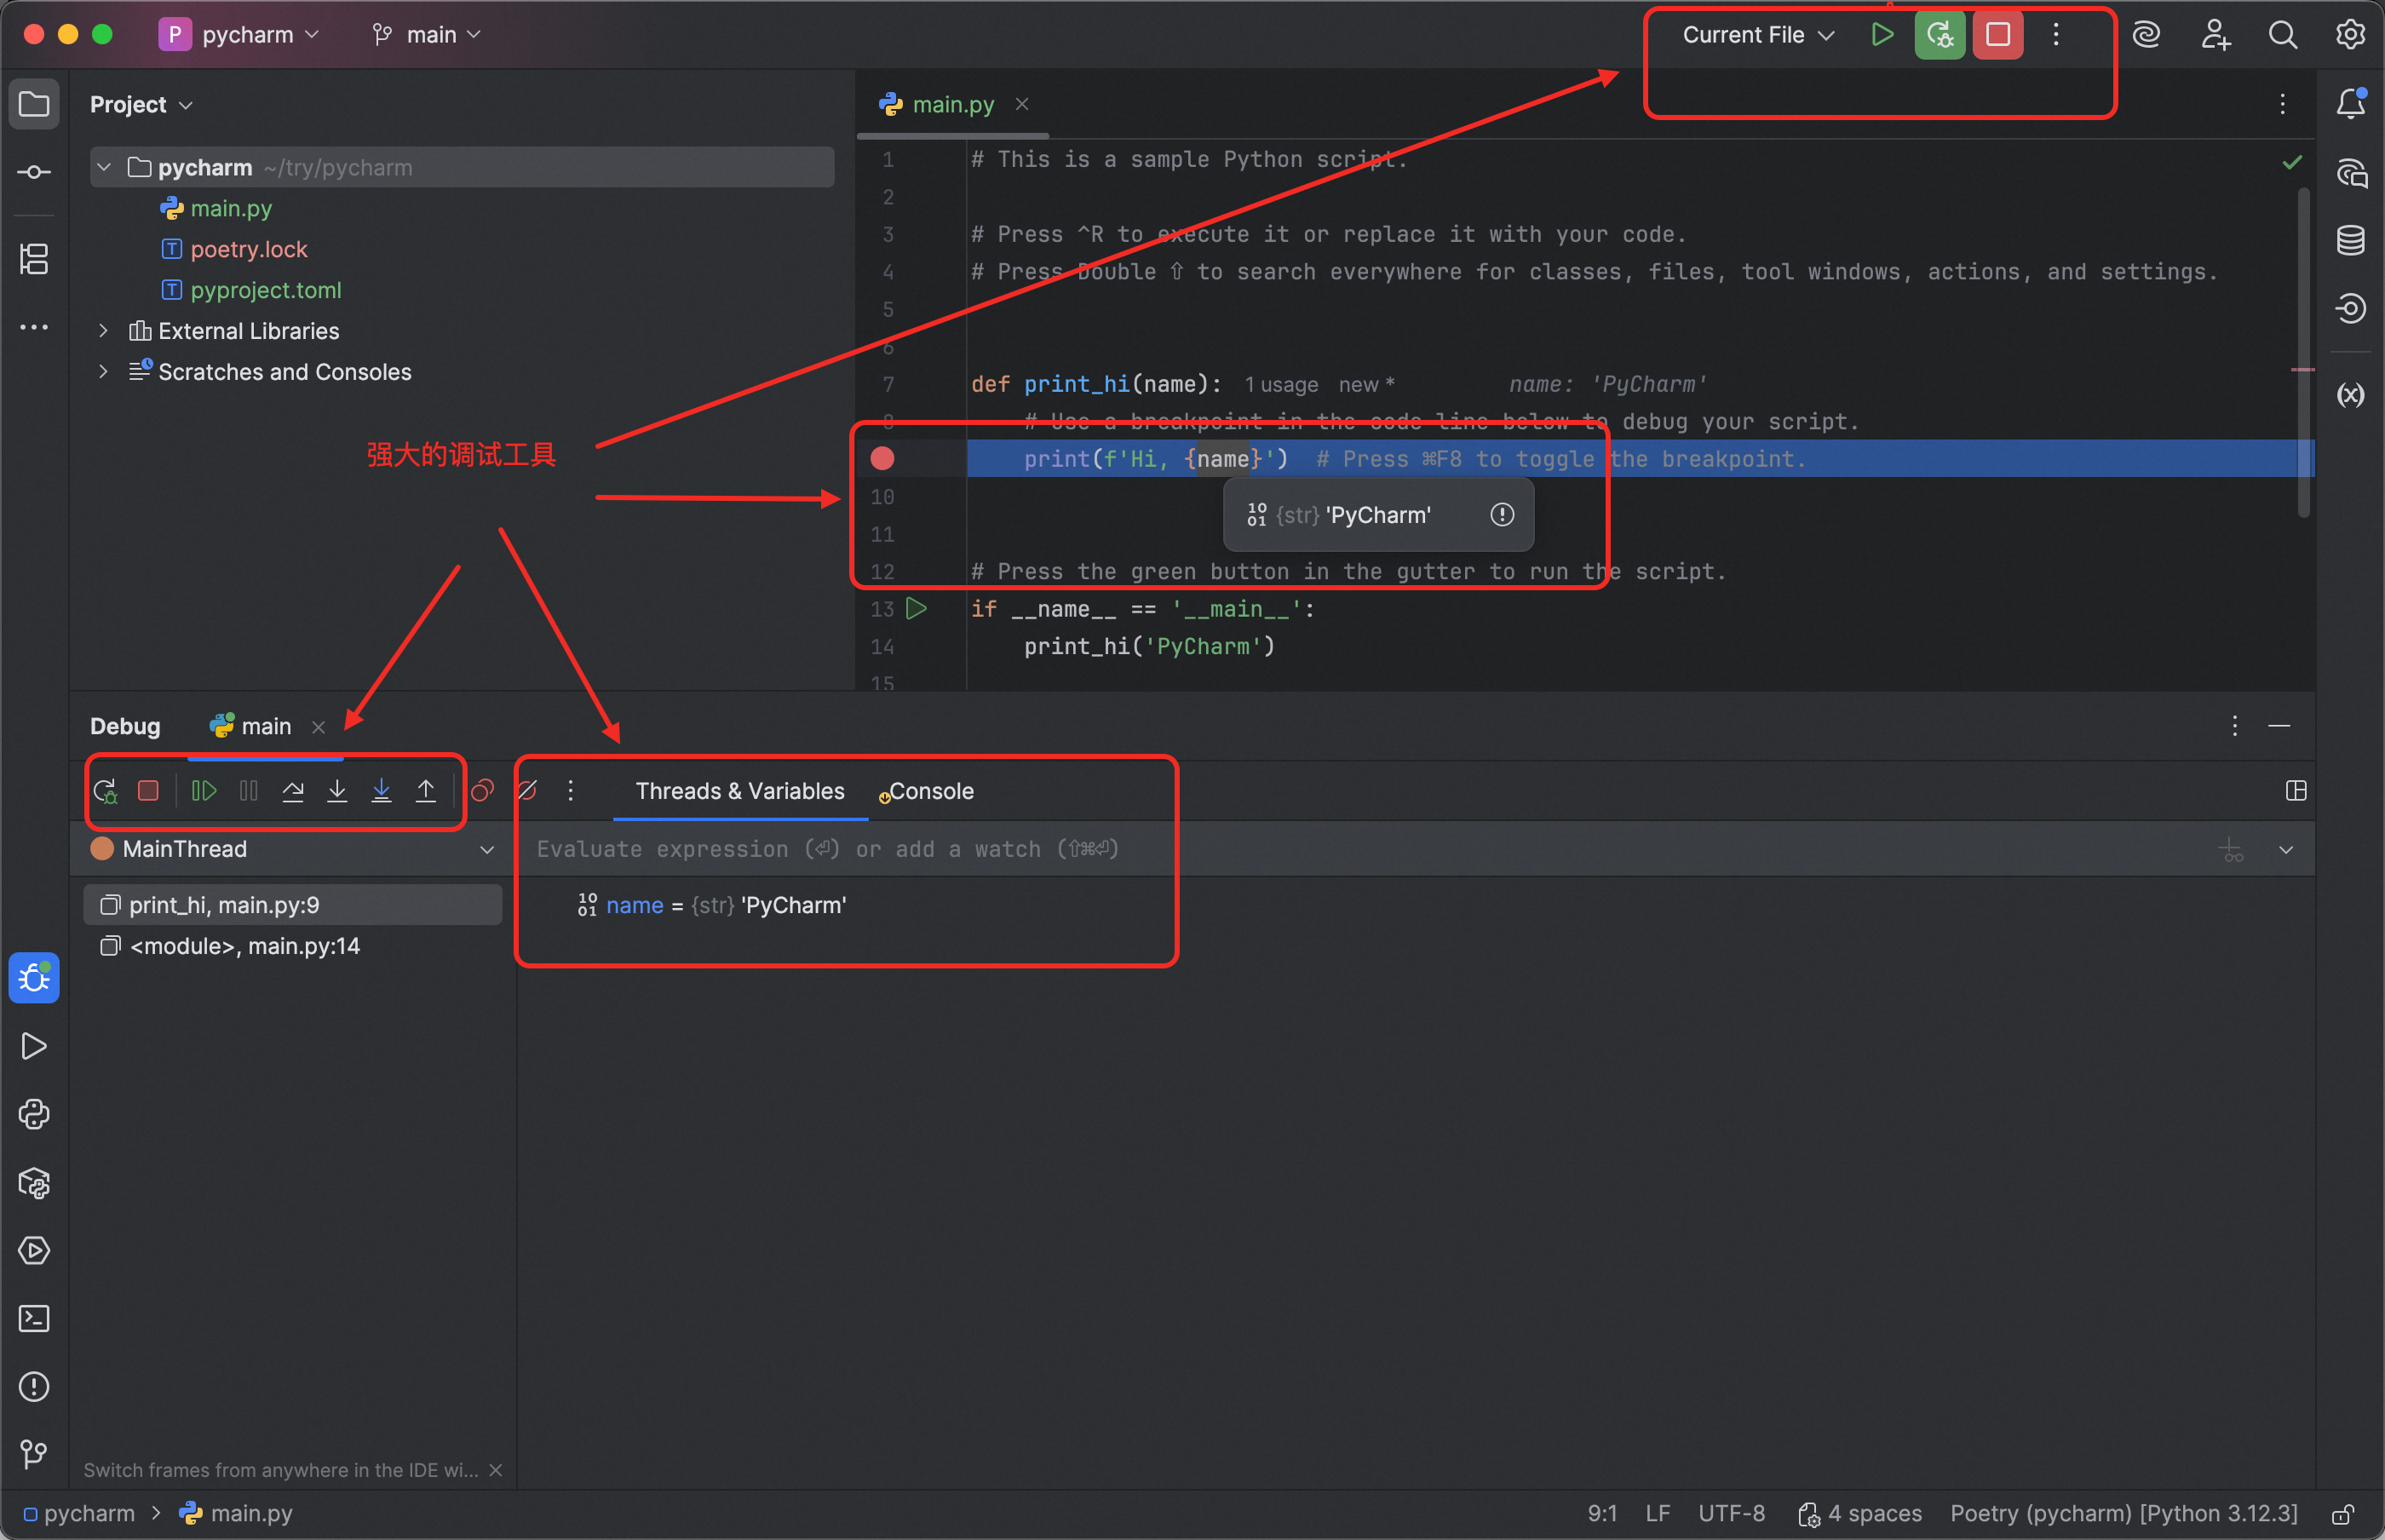 P pycharm main Current File
Project
main.py
pycharm ~/try/pycharm
main.py
poetry.lock
pyproject.toml
External Libraries
Scratches and Consoles
强大的调试工具
1 # This is a sample Python script.
2
3 # Press ^R to execute it or replace it with your code.
4 # Press Double ⇧ to search everywhere for classes, files, tool windows, actions, and settings.
5
6
7 def print_hi(name): 1 usage new * name: 'PyCharm'
8 # Use a breakpoint in the code line below to debug your script.
print(f'Hi, {name}') # Press ⌘F8 to toggle the breakpoint.
10
{str} 'PyCharm'
11
12 # Press the green button in the gutter to run the script.
13 if __name__ == '__main__':
14 print_hi('PyCharm')
15
Debug main
Threads & Variables Console
MainThread
Evaluate expression (⏎) or add a watch (⇧⌘⏎)
print_hi, main.py:9
name = {str} 'PyCharm'
<module>, main.py:14
Switch frames from anywhere in the IDE wi...
pycharm > main.py 9:1 LF UTF-8 4 spaces Poetry (pycharm) [Python 3.12.3]